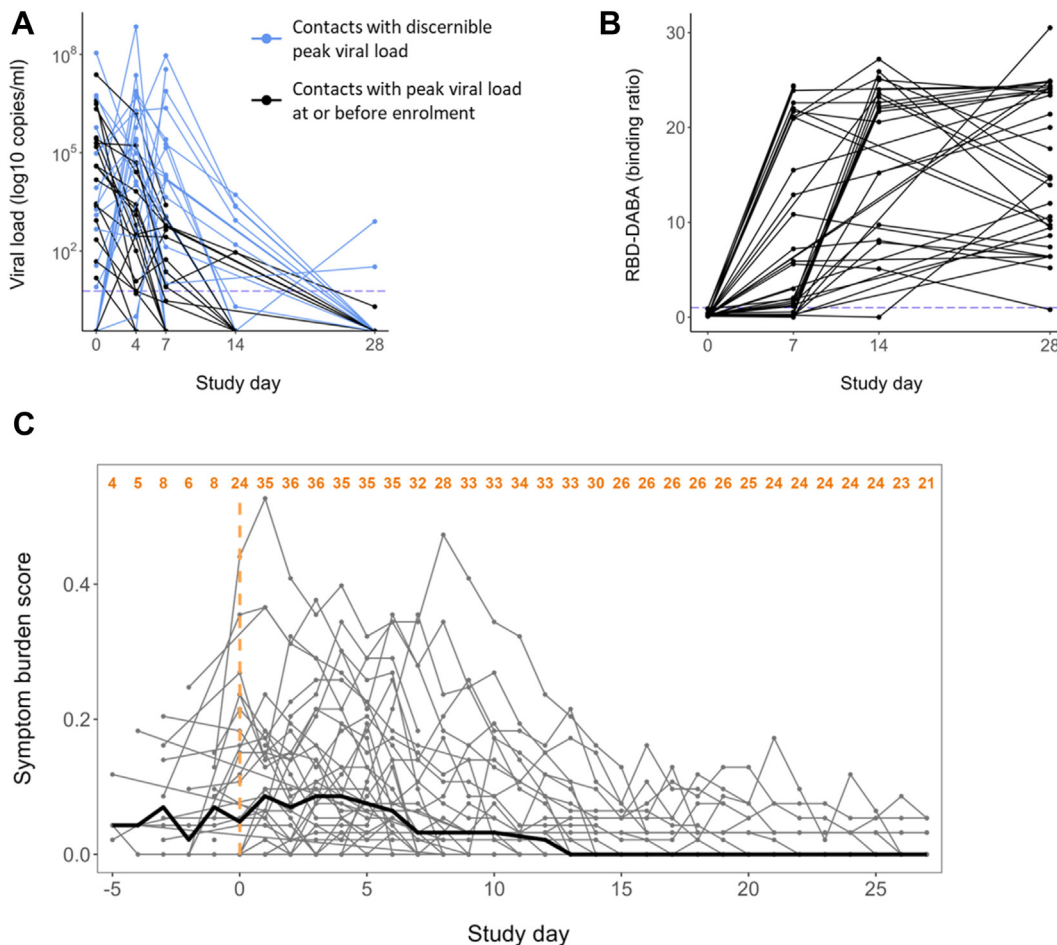 A
Viral load (log10 copies/ml)
10⁸
10⁵
10²
0 4 7 14 28
Study day
Contacts with discernible
peak viral load
Contacts with peak viral load
at or before enrolment
B
RBD-DABA (binding ratio)
30
20
10
0
0 7 14 28
Study day
C
4 5 8 6 8 24 35 36 36 35 35 35 32 28 33 33 34 33 33 30 26 26 26 26 26 25 24 24 24 24 24 23 21
Symptom burden score
0.4
0.2
0.0
-5 0 5 10 15 20 25
Study day